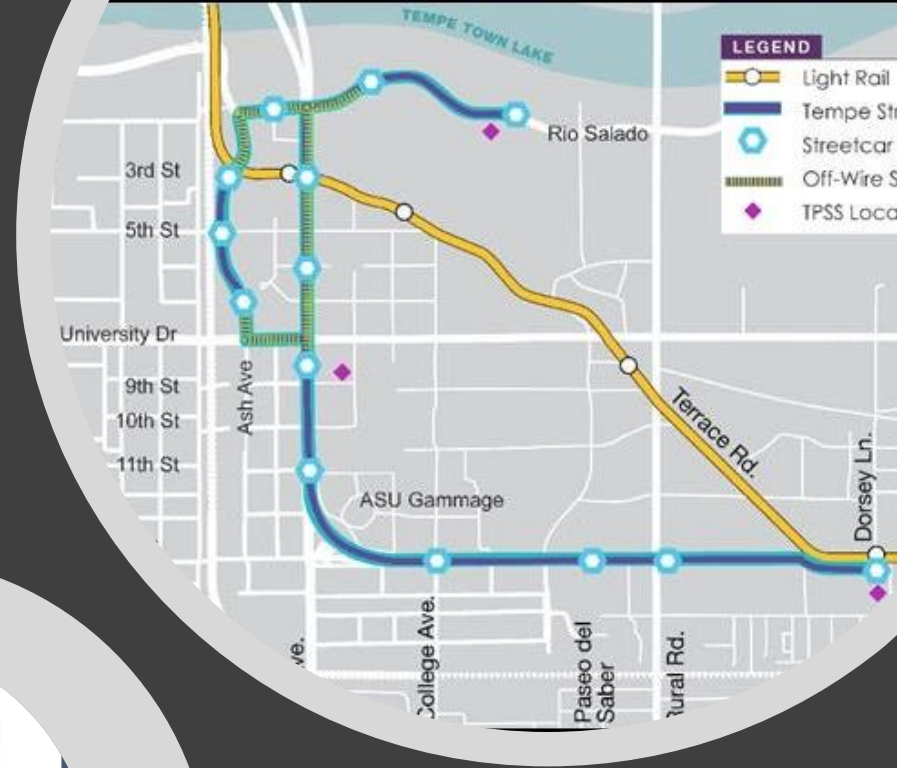 TEMPE TOWN LAKE
LEGEND
Light Rail
Tempe Str
Streetcar
Off-Wire S
TPSS Loca
Rio Salado
3rd St
5th St
University Dr
9th St
10th St
11th St
Ash Ave
ASU Gammage
Terrace Rd.
Dorsey Ln.
ve.
College Ave.
Paseo del
Saber
Rural Rd.